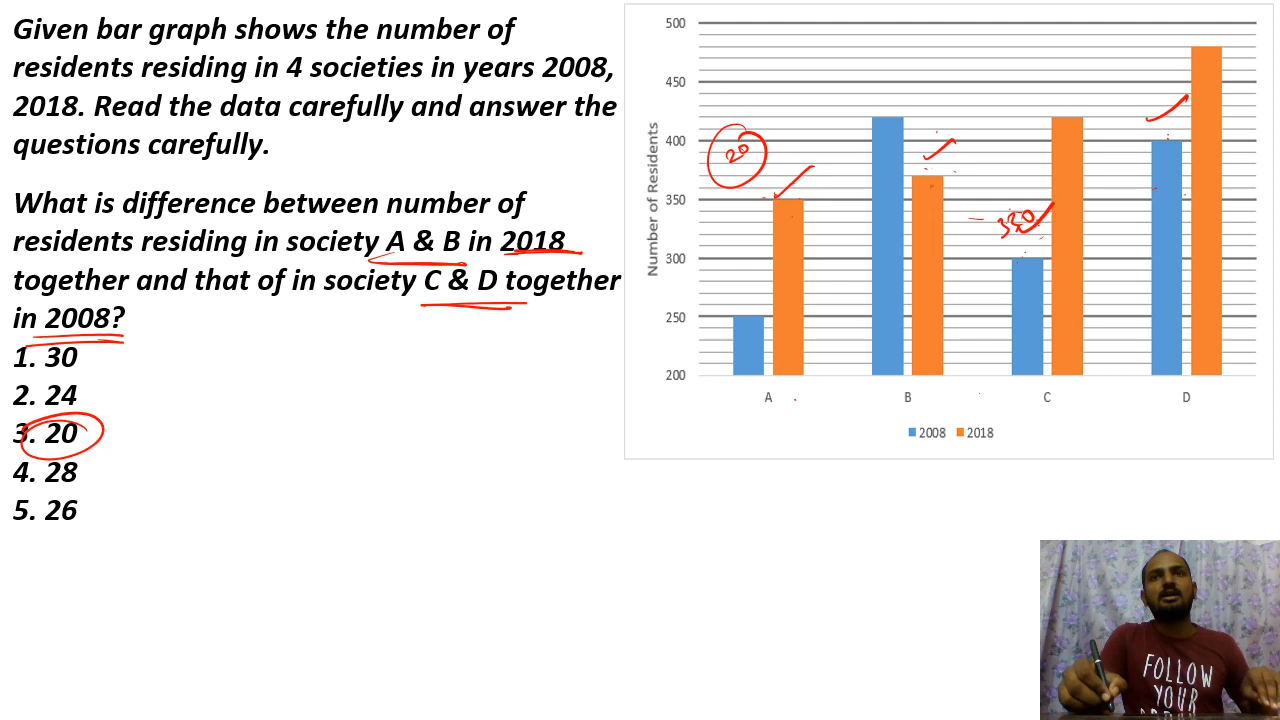 Given bar graph shows the number of
residents residing in 4 societies in years 2008,
2018. Read the data carefully and answer the
questions carefully.
What is difference between number of
residents residing in society A & B in 2018
together and that of in society C & D together
in 2008?
1. 30
2. 24
3. 20
4. 28
5. 26
500
450
400
350
300
250
200
Number of Residents
20
A
B
C
D
2008
2018
FOLLOW
YOUR